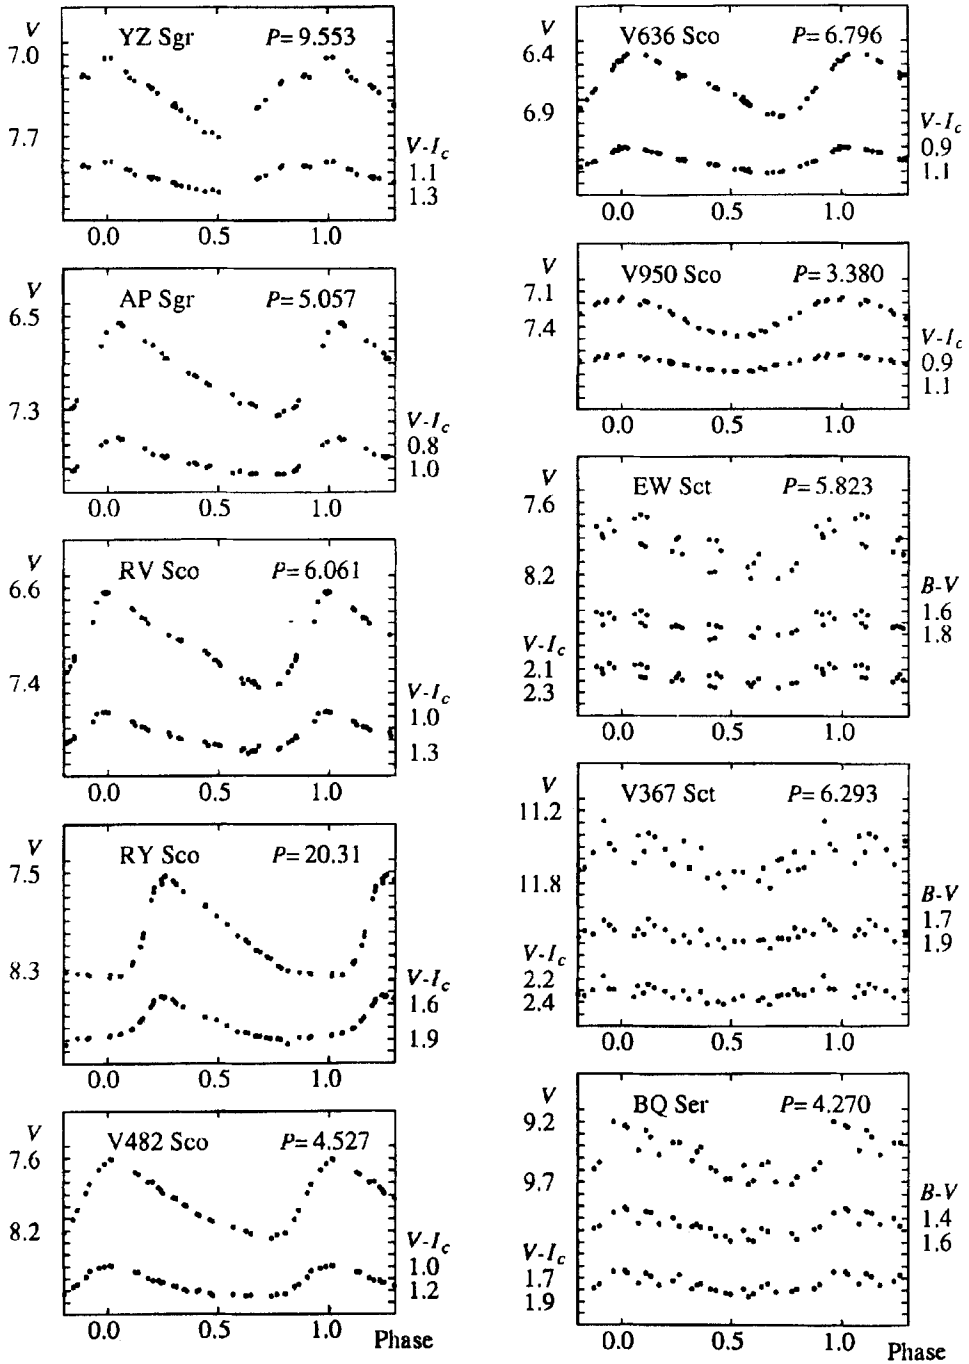 V
YZ Sgr P= 9.553
7.0
7.7
V-Ic
1.1
1.3
0.0 0.5 1.0
V
AP Sgr P= 5.057
6.5
7.3
V-Ic
0.8
1.0
0.0 0.5 1.0
V
RV Sco P= 6.061
6.6
7.4
V-Ic
1.0
1.3
0.0 0.5 1.0
V
RY Sco P= 20.31
7.5
8.3
V-Ic
1.6
1.9
0.0 0.5 1.0
V
V482 Sco P= 4.527
7.6
8.2
V-Ic
1.0
1.2
0.0 0.5 1.0
Phase
V
V636 Sco P= 6.796
6.4
6.9
V-Ic
0.9
1.1
0.0 0.5 1.0
V
V950 Sco P= 3.380
7.1
7.4
V-Ic
0.9
1.1
0.0 0.5 1.0
V
EW Sct P= 5.823
7.6
8.2
B-V
1.6
1.8
V-Ic
2.1
2.3
0.0 0.5 1.0
V
V367 Sct P= 6.293
11.2
11.8
B-V
1.7
1.9
V-Ic
2.2
2.4
0.0 0.5 1.0
V
BQ Ser P= 4.270
9.2
9.7
B-V
1.4
1.6
V-Ic
1.7
1.9
0.0 0.5 1.0
Phase